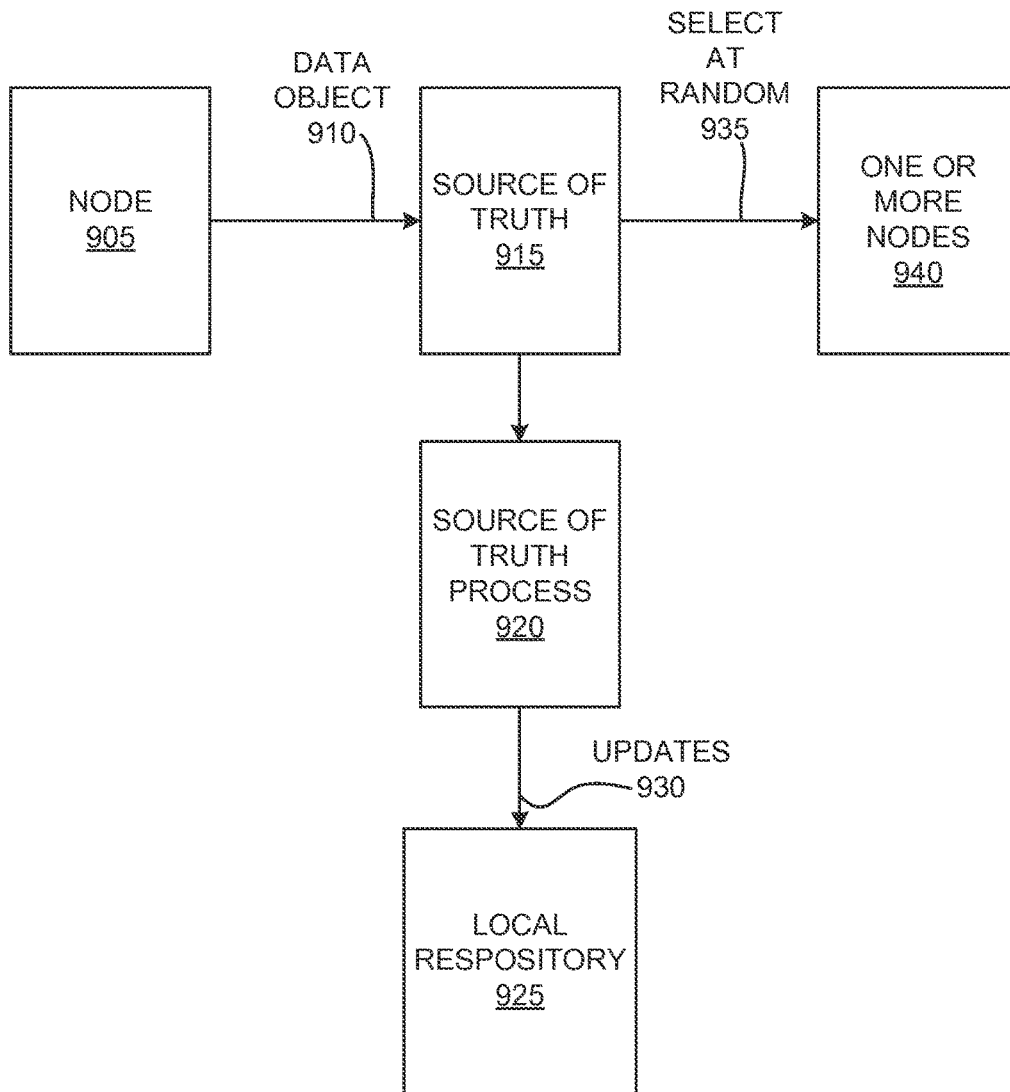 DATA
OBJECT
910
SELECT
AT
RANDOM
935
NODE
905
SOURCE OF
TRUTH
915
ONE OR
MORE
NODES
940
SOURCE OF
TRUTH
PROCESS
920
UPDATES
930
LOCAL
RESPOSITORY
925